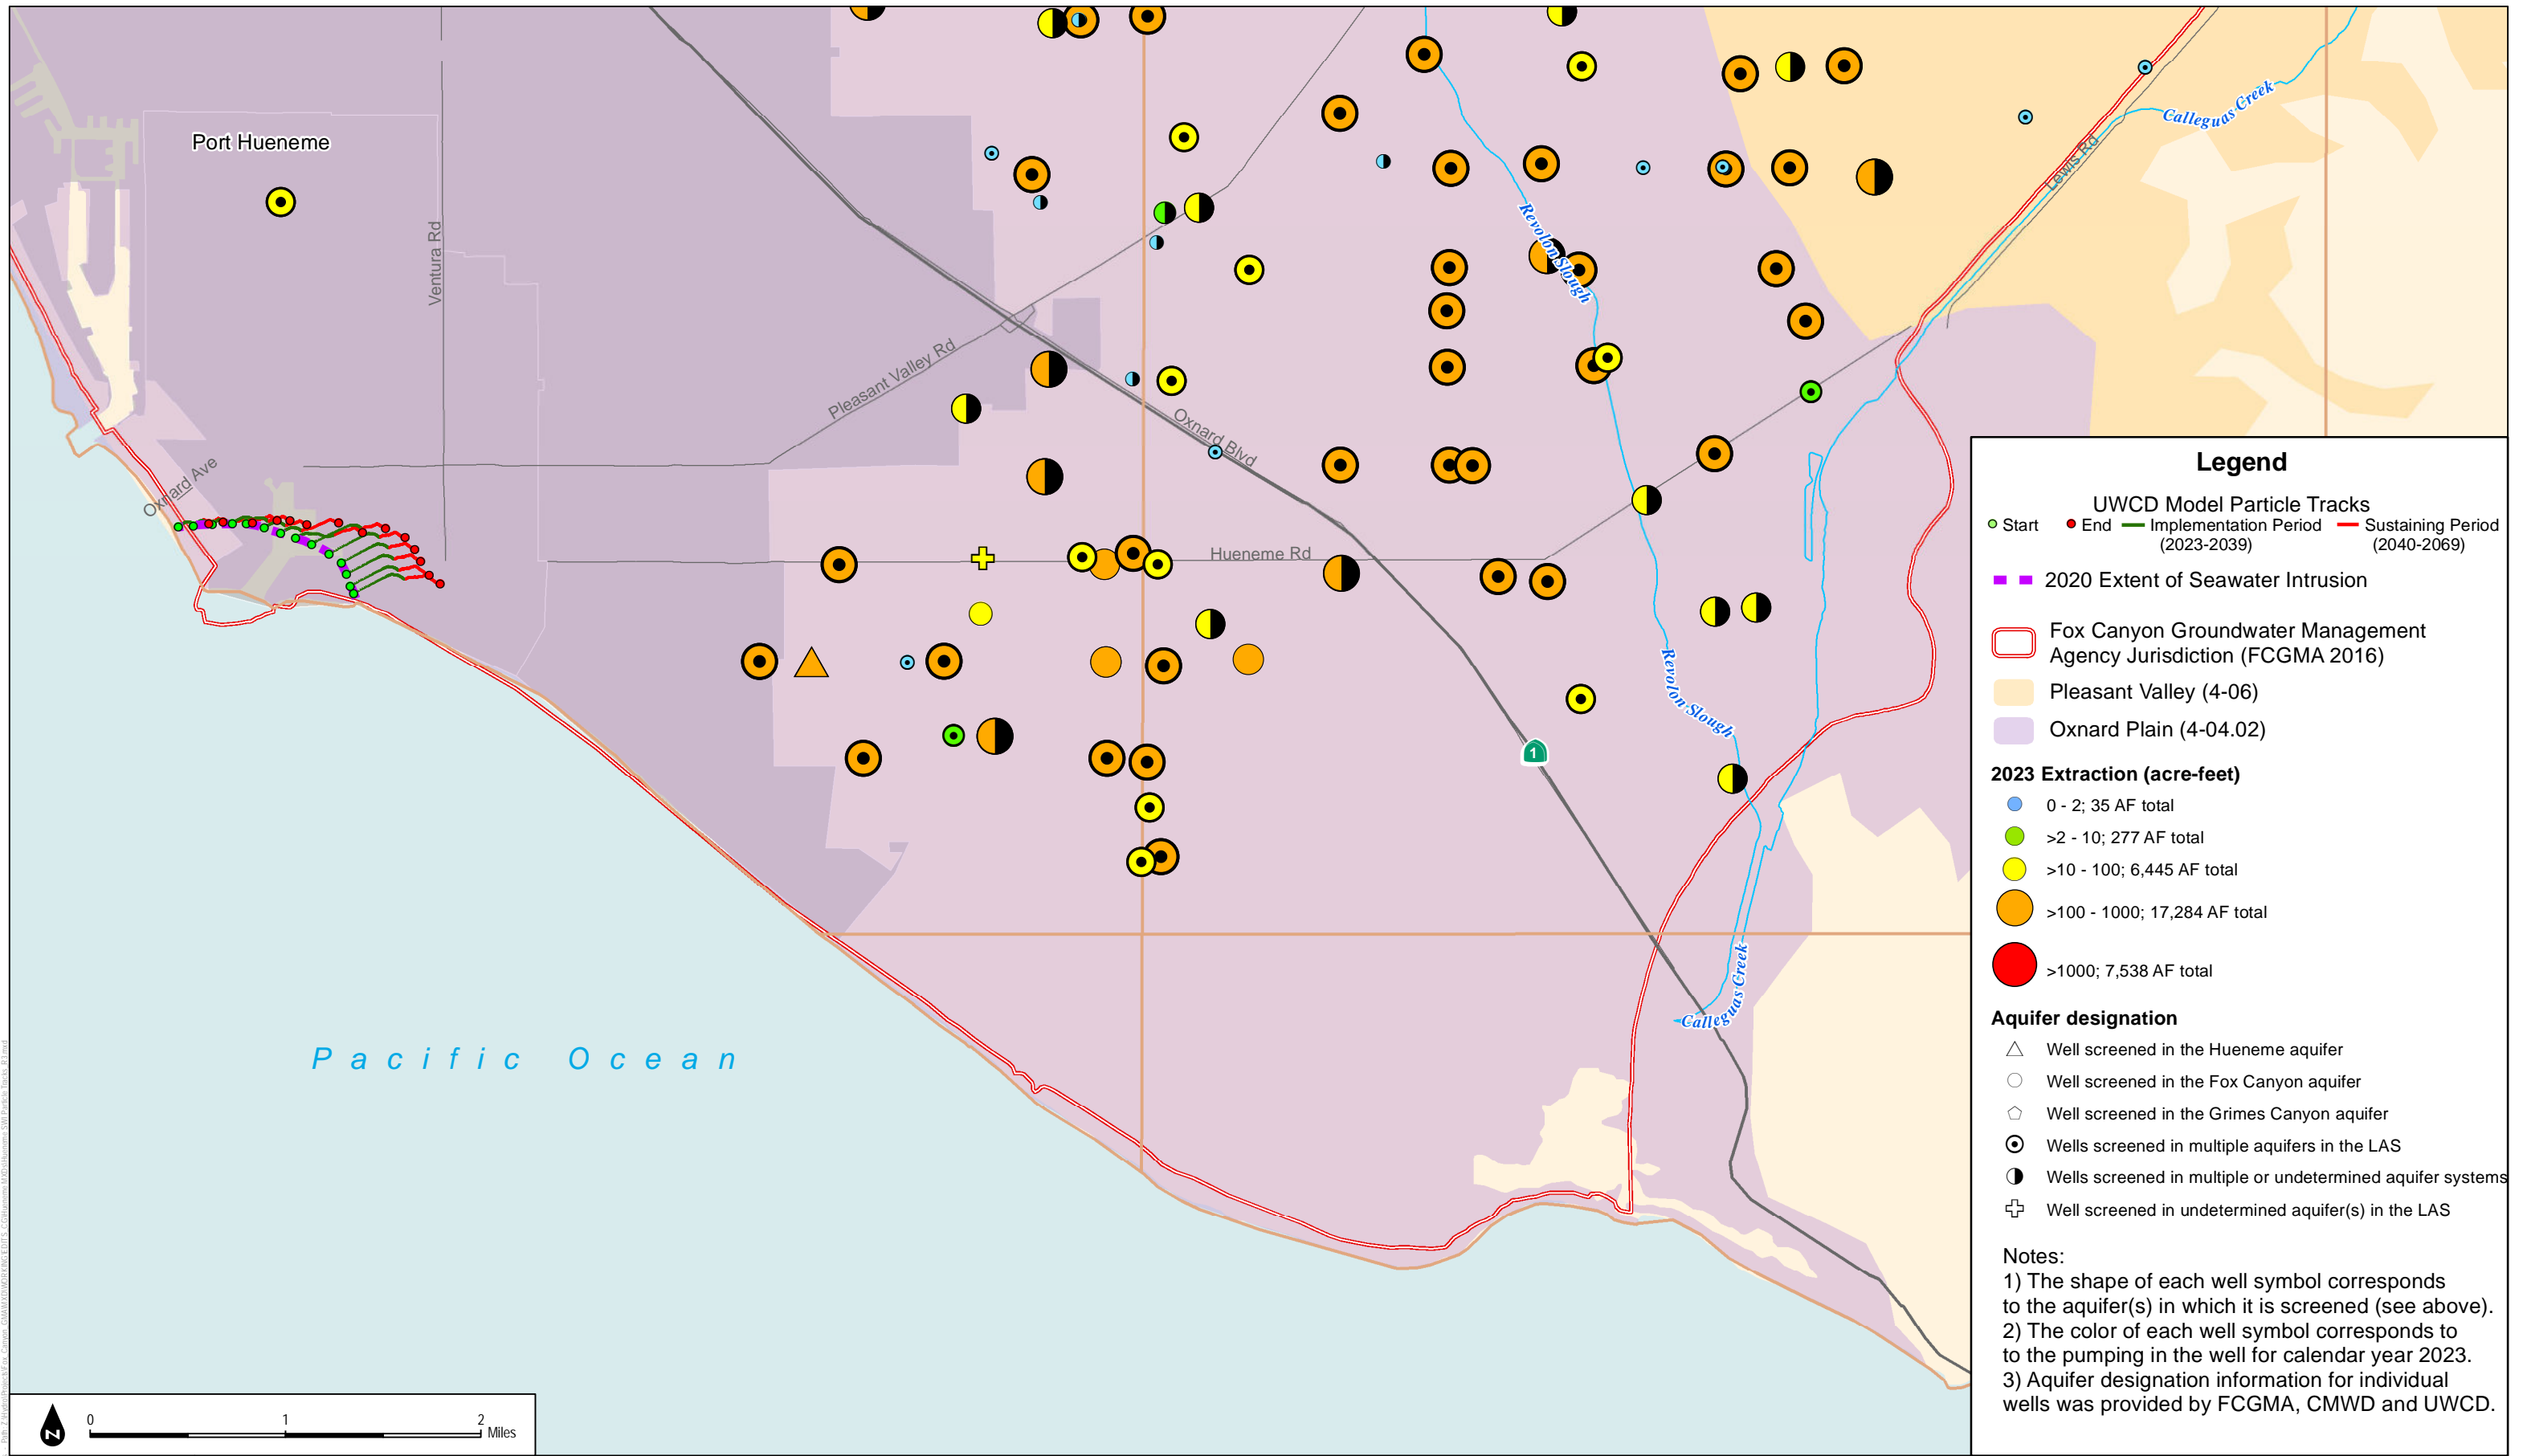 Port Hueneme
Ventura Rd
Calleguas Creek
Lewis Rd
Revolon Slough
Pleasant Valley Rd
Oxnard Blvd
Oxnard Ave
Hueneme Rd
Revolon Slough
1
Calleguas Creek
Pacific Ocean
N
0 1 2 Miles
Legend
UWCD Model Particle Tracks
Start End Implementation Period Sustaining Period
(2023-2039) (2040-2069)
2020 Extent of Seawater Intrusion
Fox Canyon Groundwater Management
Agency Jurisdiction (FCGMA 2016)
Pleasant Valley (4-06)
Oxnard Plain (4-04.02)
2023 Extraction (acre-feet)
0 - 2; 35 AF total
>2 - 10; 277 AF total
>10 - 100; 6,445 AF total
>100 - 1000; 17,284 AF total
>1000; 7,538 AF total
Aquifer designation
Well screened in the Hueneme aquifer
Well screened in the Fox Canyon aquifer
Well screened in the Grimes Canyon aquifer
Wells screened in multiple aquifers in the LAS
Wells screened in multiple or undetermined aquifer systems
Well screened in undetermined aquifer(s) in the LAS
Notes:
1) The shape of each well symbol corresponds
to the aquifer(s) in which it is screened (see above).
2) The color of each well symbol corresponds to
to the pumping in the well for calendar year 2023.
3) Aquifer designation information for individual
wells was provided by FCGMA, CMWD and UWCD.